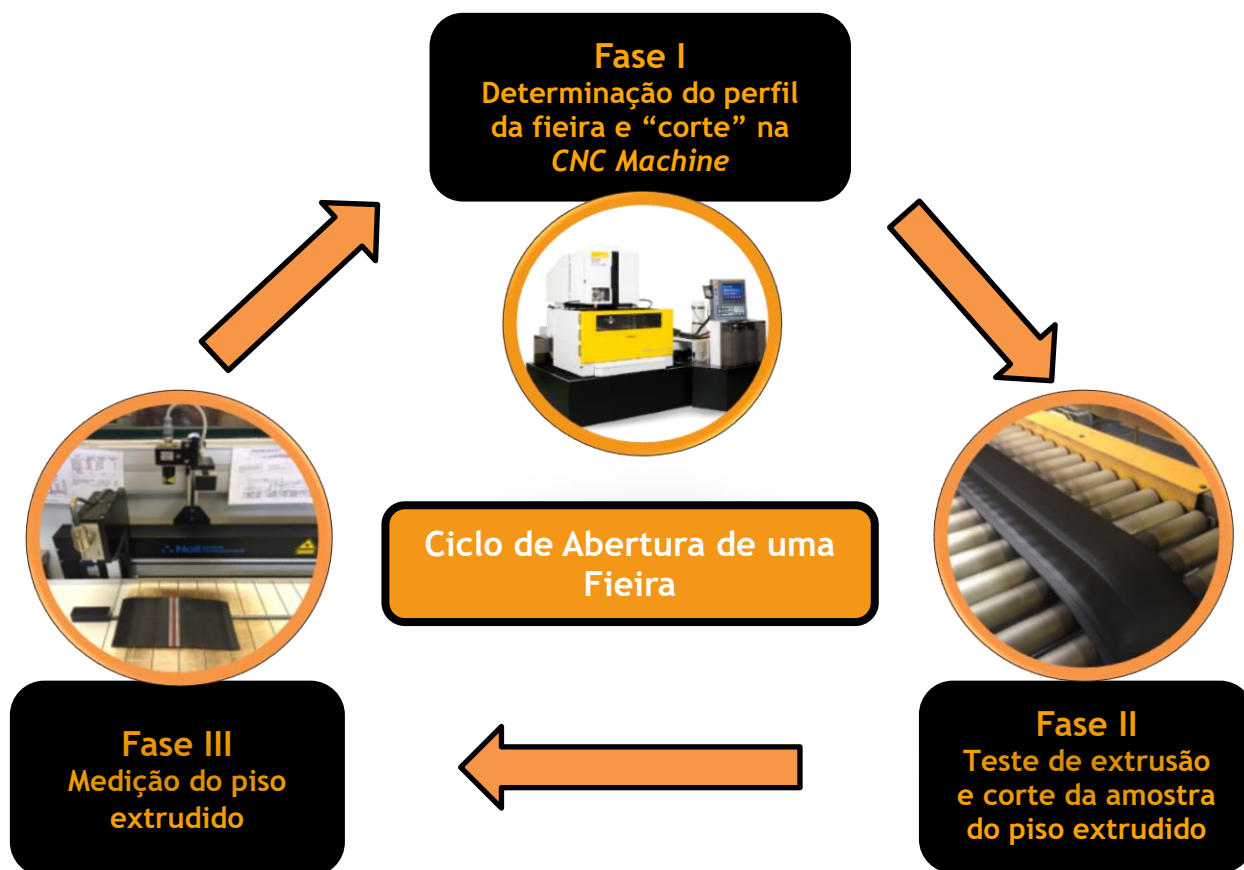 Fase I
Determinação do perfil
da fieira e “corte” na
CNC Machine
Ciclo de Abertura de uma
Fieira
Fase III
Medição do piso
extrudido
Fase II
Teste de extrusão
e corte da amostra
do piso extrudido